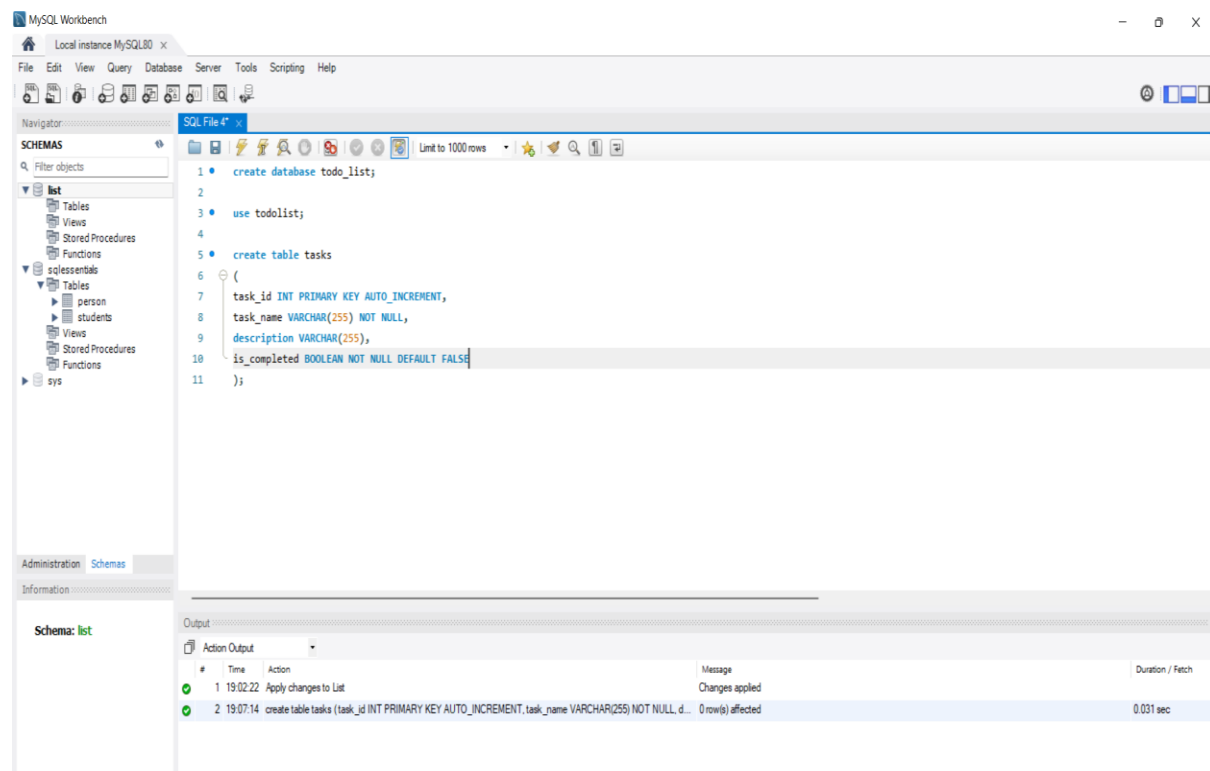 MySQL Workbench
Local instance MySQL80 x
File Edit View Query Database Server Tools Scripting Help
Navigator
SCHEMAS
Filter objects
list
Tables
Views
Stored Procedures
Functions
sqlessentials
Tables
person
students
Views
Stored Procedures
Functions
sys
Administration Schemas
Information
Schema: list
SQL File 4* x
Limit to 1000 rows
1 create database todo_list;
2
3 use todolist;
4
5 create table tasks
6 (
7 task_id INT PRIMARY KEY AUTO_INCREMENT,
8 task_name VARCHAR(255) NOT NULL,
9 description VARCHAR(255),
10 is_completed BOOLEAN NOT NULL DEFAULT FALSE
11 );
Output
Action Output
# Time Action Message Duration / Fetch
1 19:02:22 Apply changes to List Changes applied
2 19:07:14 create table tasks ( task_id INT PRIMARY KEY AUTO_INCREMENT, task_name VARCHAR(255) NOT NULL, d... 0 row(s) affected 0.031 sec